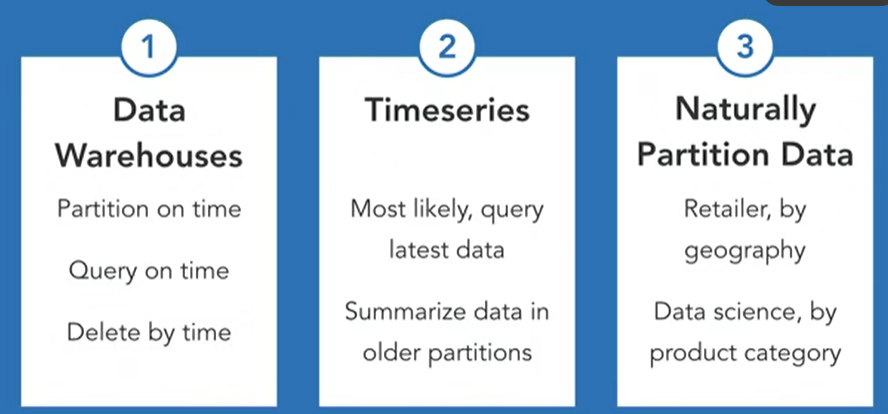 1
Data
Warehouses
Partition on time
Query on time
Delete by time
2
Timeseries
Most likely, query
latest data
Summarize data in
older partitions
3
Naturally
Partition Data
Retailer, by
geography
Data science, by
product category